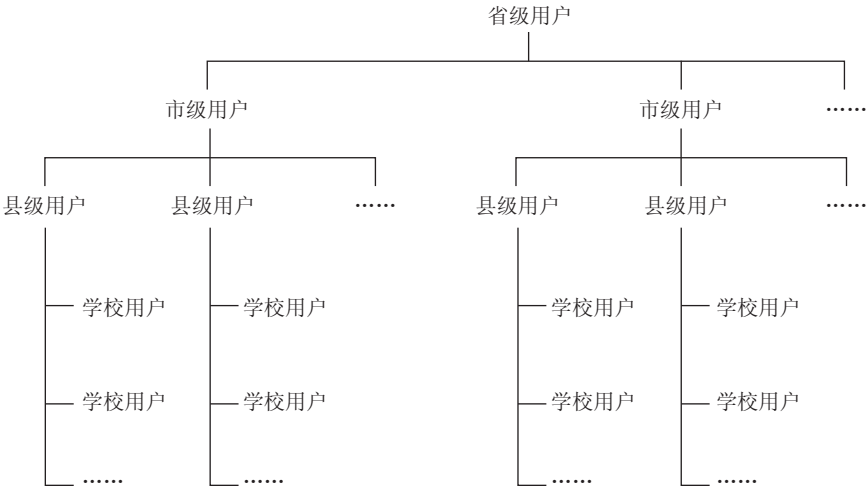 省级用户
市级用户 市级用户 ……
县级用户 县级用户 …… 县级用户 县级用户 ……
学校用户 学校用户 学校用户 学校用户
学校用户 学校用户 学校用户 学校用户
…… …… …… ……